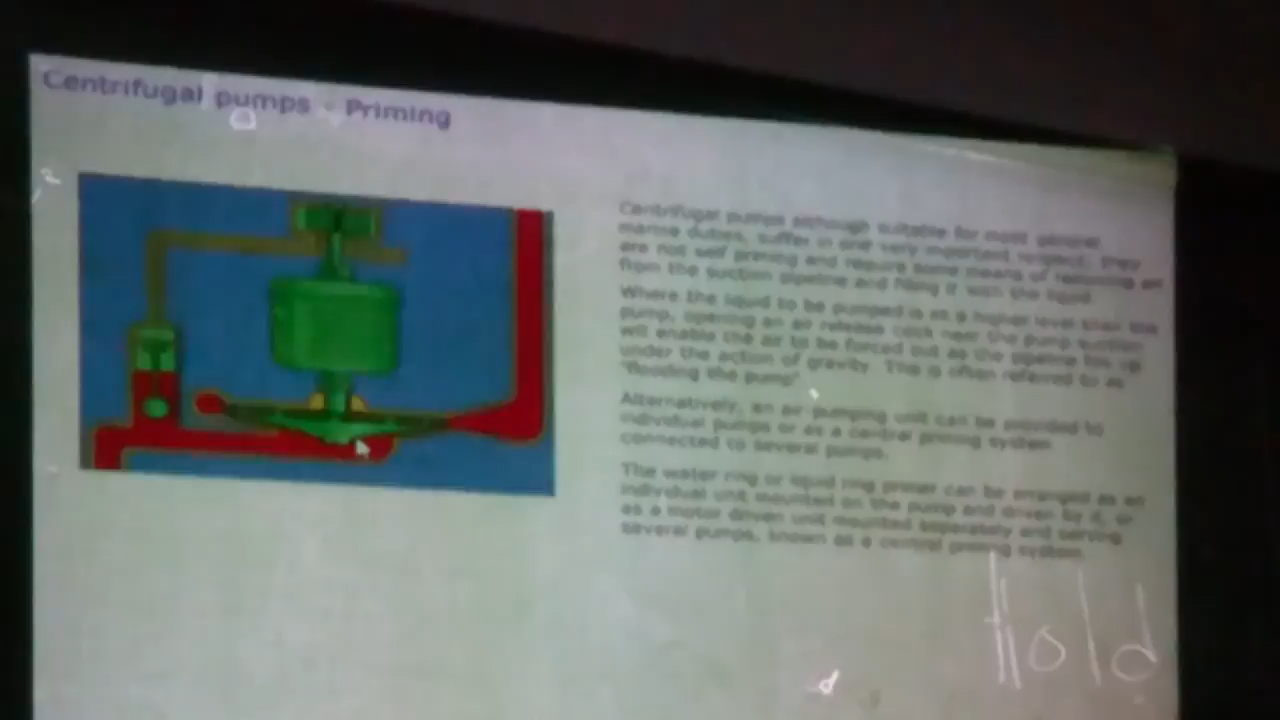 Centrifugal pumps - Priming
Centrifugal pumps although suitable for most general
marine duties, suffer in one very important respect; they
are not self priming and require some means of removing air
from the suction pipeline and filling it with the liquid.
Where the liquid to be pumped is at a higher level than the
pump, opening an air release cock near the pump suction
will enable the air to be forced out as the pipeline fills up
under the action of gravity. This is often referred to as
"flooding the pump".
Alternatively, an air pumping unit can be provided to
individual pumps or as a central priming system
connected to several pumps.
The water ring or liquid ring primer can be arranged as an
individual unit mounted on the pump and driven by it, or
as a motor driven unit mounted separately and serving
several pumps, known as a central priming system.
Hold